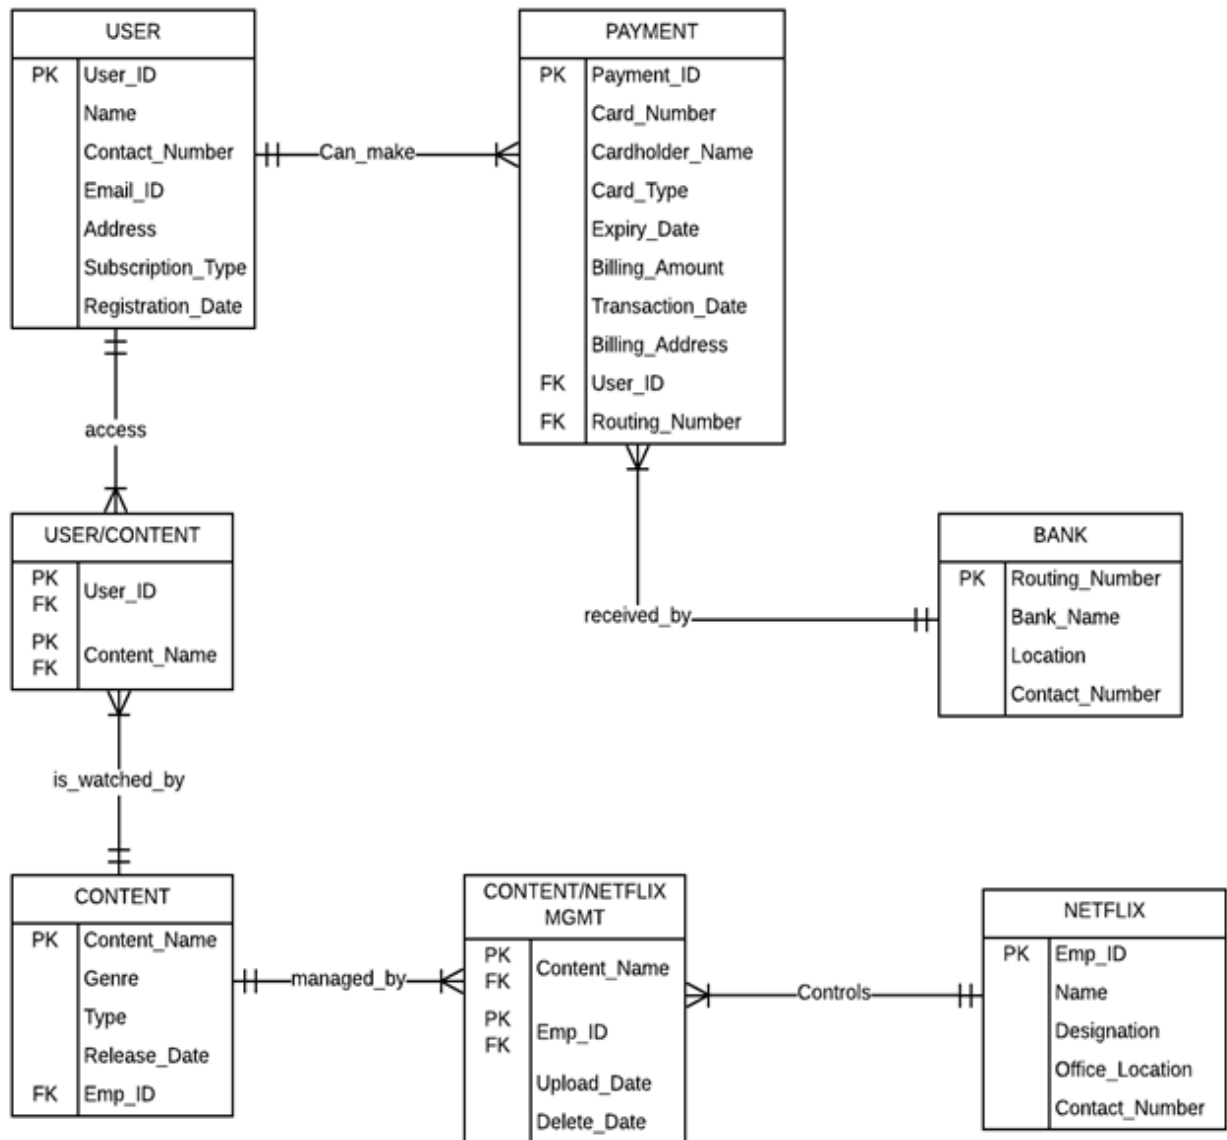 USER
PK User_ID
Name
Contact_Number
Email_ID
Address
Subscription_Type
Registration_Date
Can_make
PAYMENT
PK Payment_ID
Card_Number
Cardholder_Name
Card_Type
Expiry_Date
Billing_Amount
Transaction_Date
Billing_Address
FK User_ID
FK Routing_Number
access
USER/CONTENT
PK
FK
User_ID
PK
FK
Content_Name
received_by
BANK
PK Routing_Number
Bank_Name
Location
Contact_Number
is_watched_by
CONTENT
PK Content_Name
Genre
Type
Release_Date
FK Emp_ID
managed_by
CONTENT/NETFLIX
MGMT
PK
FK
Content_Name
PK
FK
Emp_ID
Upload_Date
Delete_Date
Controls
NETFLIX
PK Emp_ID
Name
Designation
Office_Location
Contact_Number